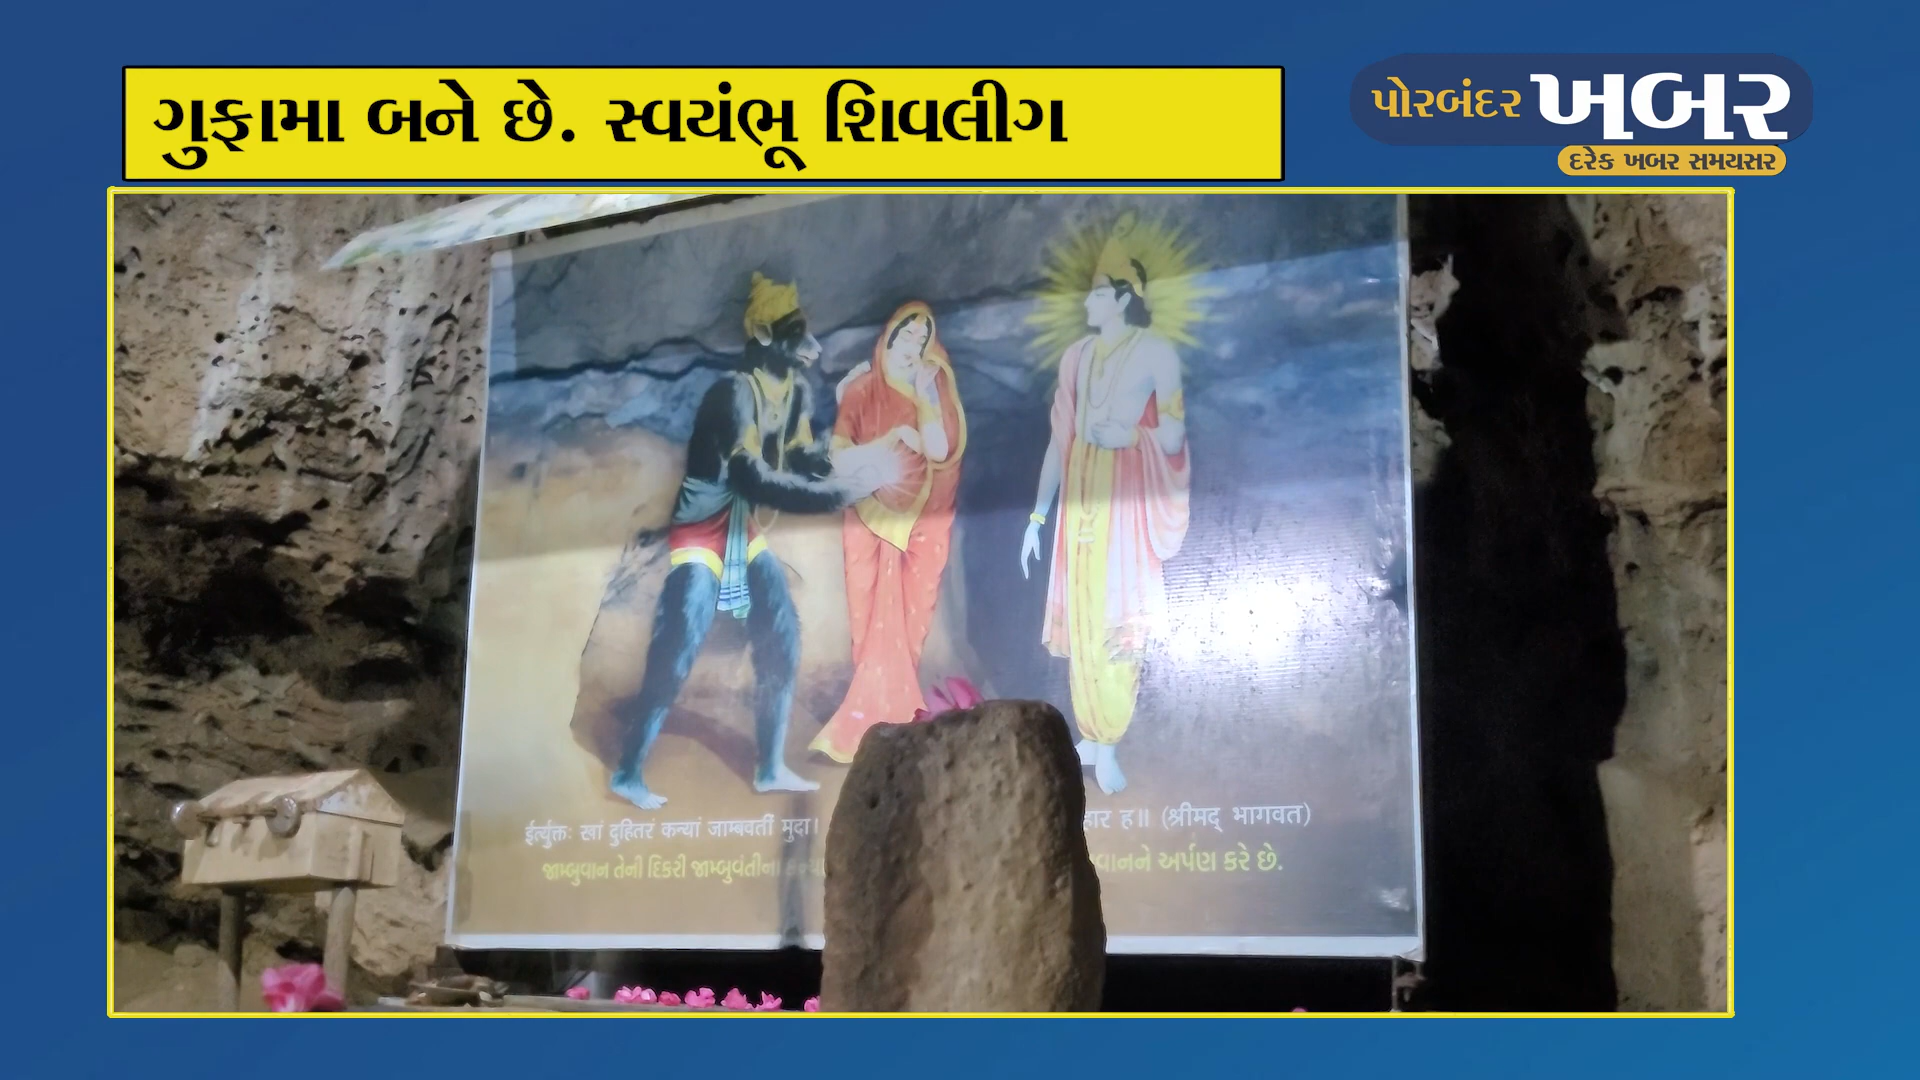 ગુફામા બને છે. સ્વયંભૂ શિવલીગ
પોરબંદર ખબર
દરેક ખબર સમયસર
ईर्त्युक्तः स्वां दुहितरं कन्यां जाम्बवतीं मुदा। हार ह॥ (श्रीमद् भागवत)
જામ્બુવાન તેની દિકરી જામ્બુવંતીના અર્પણ કરે છે.